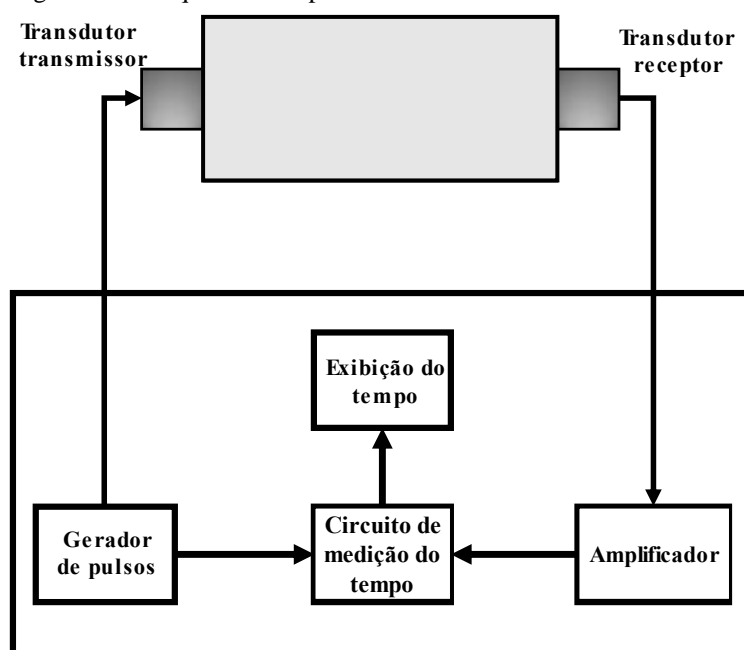 Transdutor
transmissor
Transdutor
receptor
Exibição do
tempo
Gerador
de pulsos
Circuito de
medição do
tempo
Amplificador